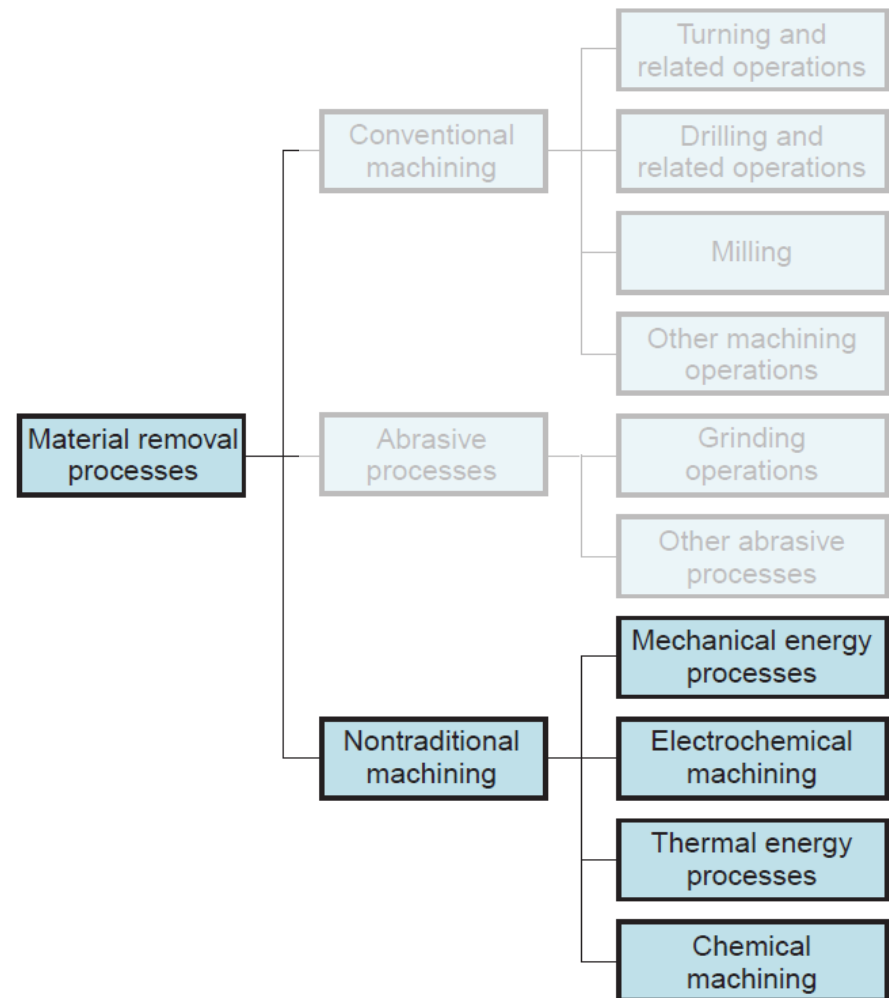 Turning and
related operations
Conventional
machining
Drilling and
related operations
Milling
Other machining
operations
Material removal
processes
Abrasive
processes
Grinding
operations
Other abrasive
processes
Mechanical energy
processes
Nontraditional
machining
Electrochemical
machining
Thermal energy
processes
Chemical
machining